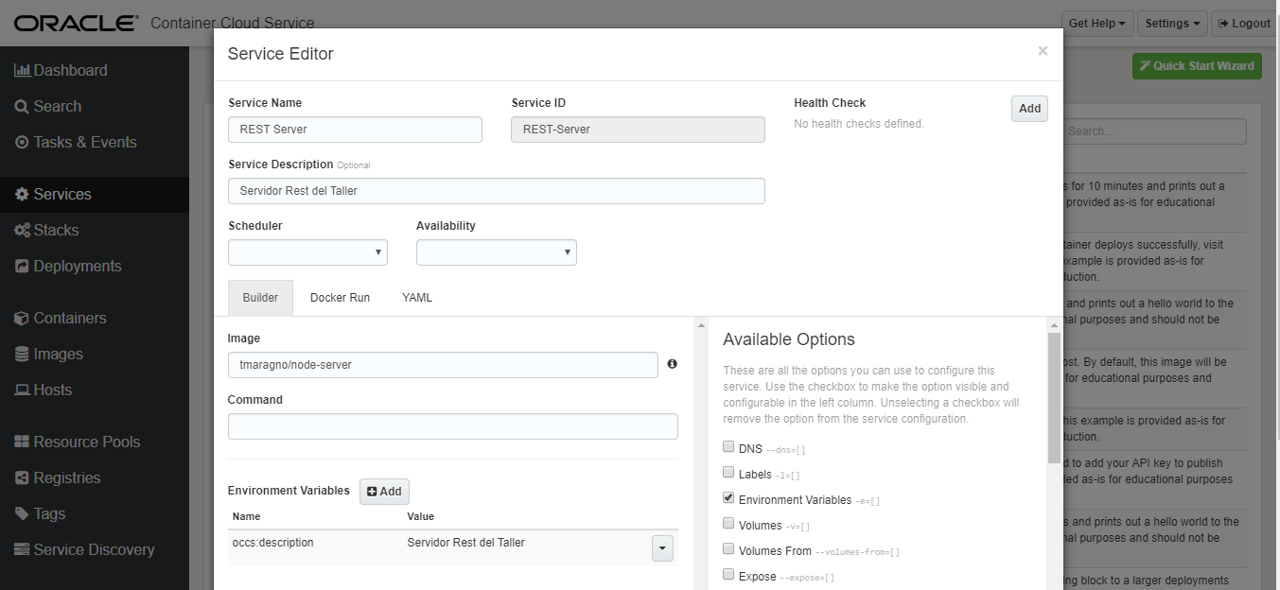 ORACLE® Container Cloud Service
Get Help
Settings
Logout
Quick Start Wizard
Dashboard
Search
Tasks & Events
Services
Stacks
Deployments
Containers
Images
Hosts
Resource Pools
Registries
Tags
Service Discovery
Service Editor
×
Service Name
REST Server
Service ID
REST-Server
Health Check
Add
No health checks defined.
Service Description Optional
Servidor Rest del Taller
Scheduler
Availability
Builder
Docker Run
YAML
Image
tmaragno/node-server
Command
Environment Variables
Add
Name Value
occs:description Servidor Rest del Taller
Available Options
These are all the options you can use to configure this
service. Use the checkbox to make the option visible and
configurable in the left column. Unselecting a checkbox will
remove the option from the service configuration.
DNS --dns=[]
Labels -l=[]
Environment Variables -e=[]
Volumes -v=[]
Volumes From --volumes-from=[]
Expose --expose=[]
Search...
s for 10 minutes and prints out a
provided as-is for educational
tainer deploys successfully, visit
example is provided as-is for
duction.
and prints out a hello world to the
nal purposes and should not be
ost. By default, this image will be
for educational purposes and
his example is provided as-is for
duction.
d to add your API key to publish
ded as-is for educational purposes
s and prints out a hello world to the
nal purposes and should not be
ing block to a larger deployments